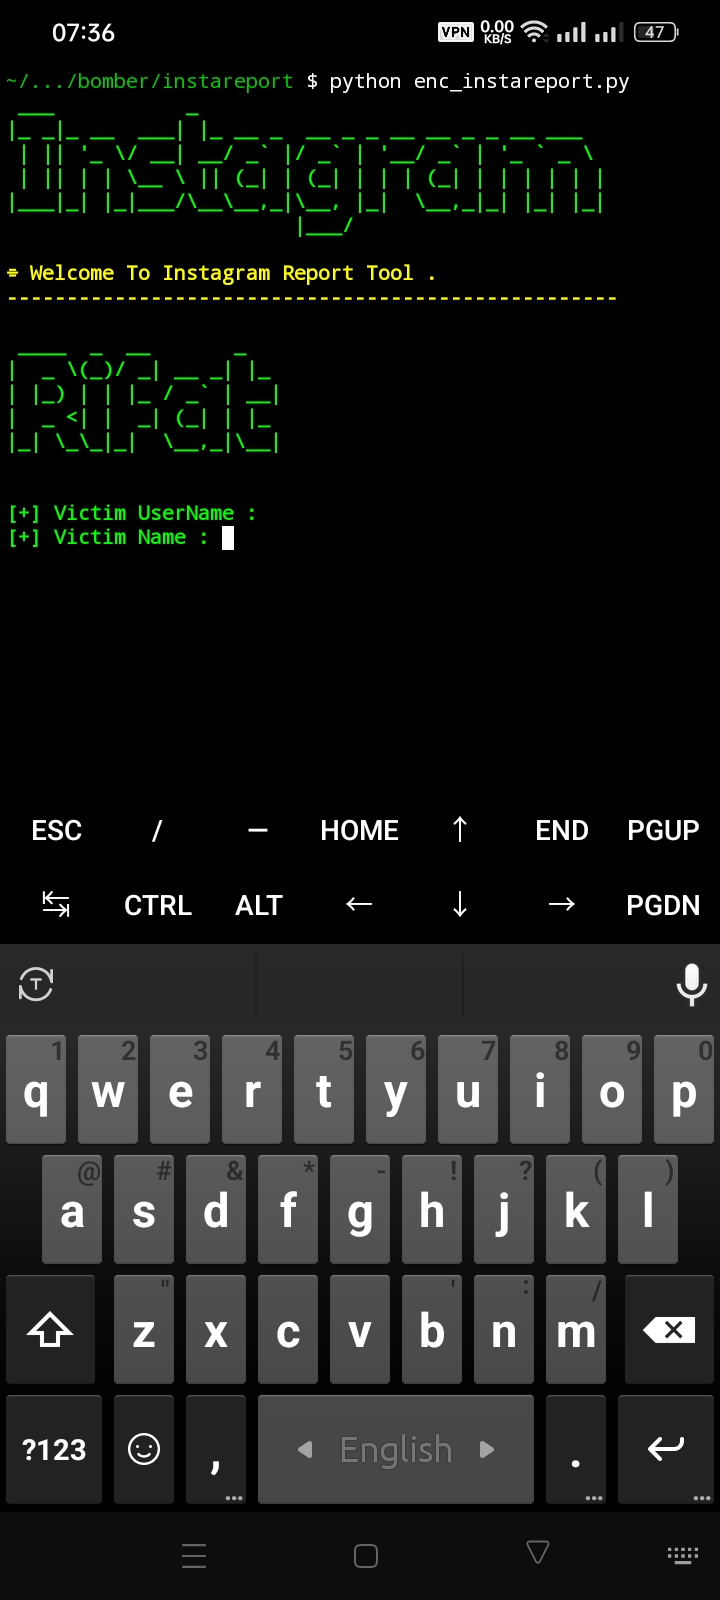 07:36 VPN 0.00 KB/S 47
~/.../bomber/instareport $ python enc_instareport.py
Instagram
= Welcome To Instagram Report Tool .
---------------------------------------------------
Rifat
[+] Victim UserName :
[+] Victim Name :
ESC / — HOME ↑ END PGUP
↹ CTRL ALT ← ↓ → PGDN
T
1 2 3 4 5 6 7 8 9 0
q w e r t y u i o p
@ # & * - ! ? ( )
a s d f g h j k l
" ' : /
z x c v b n m
?123 , English .